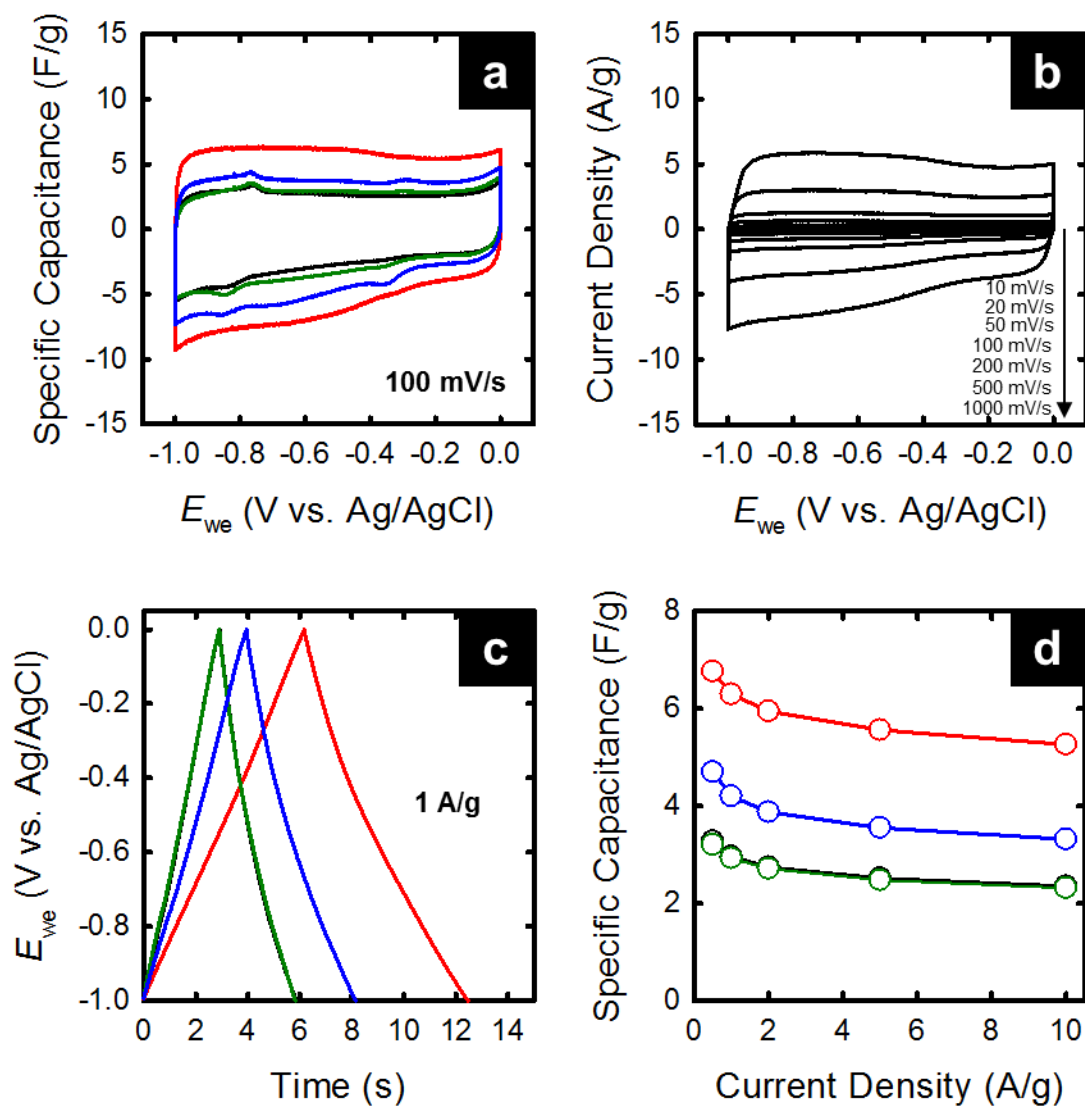 a
Specific Capacitance (F/g)
15
10
5
0
-5
-10
-15
100 mV/s
-1.0 -0.8 -0.6 -0.4 -0.2 0.0
E we (V vs. Ag/AgCl)
b
Current Density (A/g)
15
10
5
0
-5
-10
-15
10 mV/s
20 mV/s
50 mV/s
100 mV/s
200 mV/s
500 mV/s
1000 mV/s
-1.0 -0.8 -0.6 -0.4 -0.2 0.0
E we (V vs. Ag/AgCl)
c
E we (V vs. Ag/AgCl)
0.0
-0.2
-0.4
-0.6
-0.8
-1.0
1 A/g
0 2 4 6 8 10 12 14
Time (s)
d
Specific Capacitance (F/g)
8
6
4
2
0
0 2 4 6 8 10
Current Density (A/g)